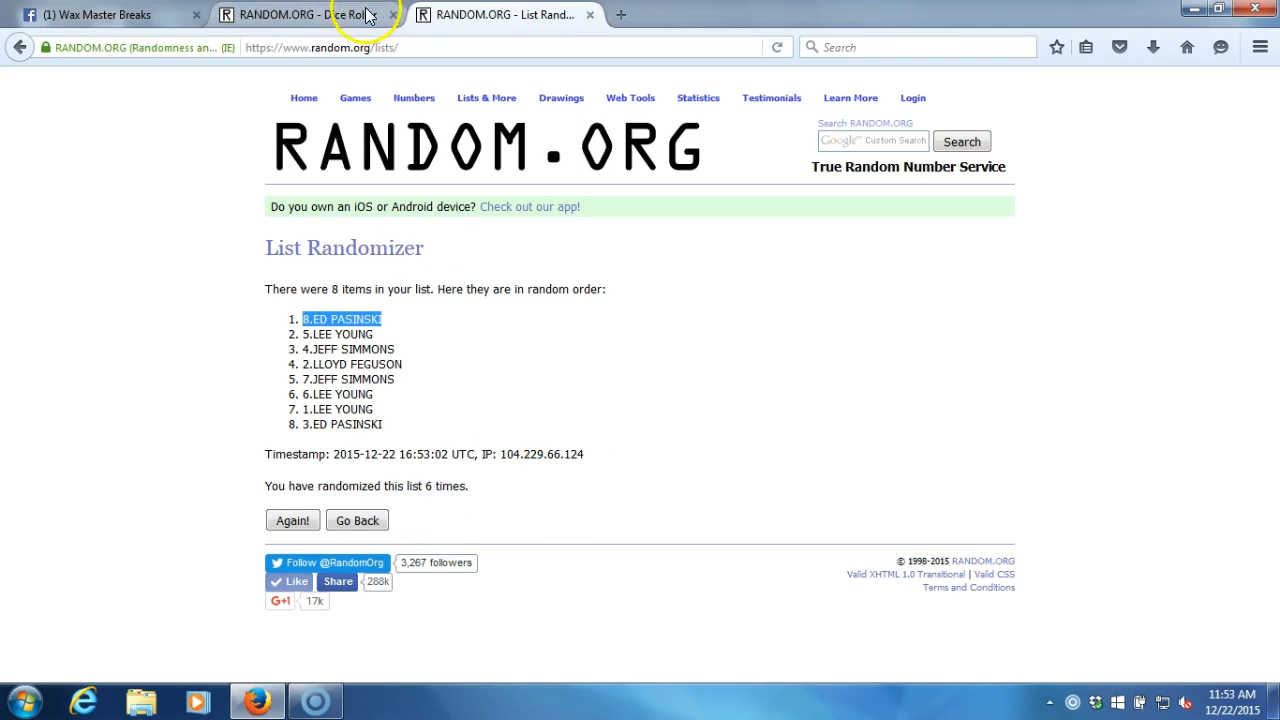 (1) Wax Master Breaks
RANDOM.ORG - Dice Rol
RANDOM.ORG - List Rand...
RANDOM.ORG (Randomness an... (IE)
https://www.random.org/lists/
Search
Home Games Numbers Lists & More Drawings Web Tools Statistics Testimonials Learn More Login
RANDOM.ORG
Search RANDOM.ORG
Google™ Custom Search
Search
True Random Number Service
Do you own an iOS or Android device? Check out our app!
List Randomizer
There were 8 items in your list. Here they are in random order:
1. 8.ED PASINSKI
2. 5.LEE YOUNG
3. 4.JEFF SIMMONS
4. 2.LLOYD FEGUSON
5. 7.JEFF SIMMONS
6. 6.LEE YOUNG
7. 1.LEE YOUNG
8. 3.ED PASINSKI
Timestamp: 2015-12-22 16:53:02 UTC, IP: 104.229.66.124
You have randomized this list 6 times.
Again! Go Back
Follow @RandomOrg 3,267 followers
Like Share 288k
G+1 17k
© 1998-2015 RANDOM.ORG
Valid XHTML 1.0 Transitional | Valid CSS
Terms and Conditions
11:53 AM
12/22/2015